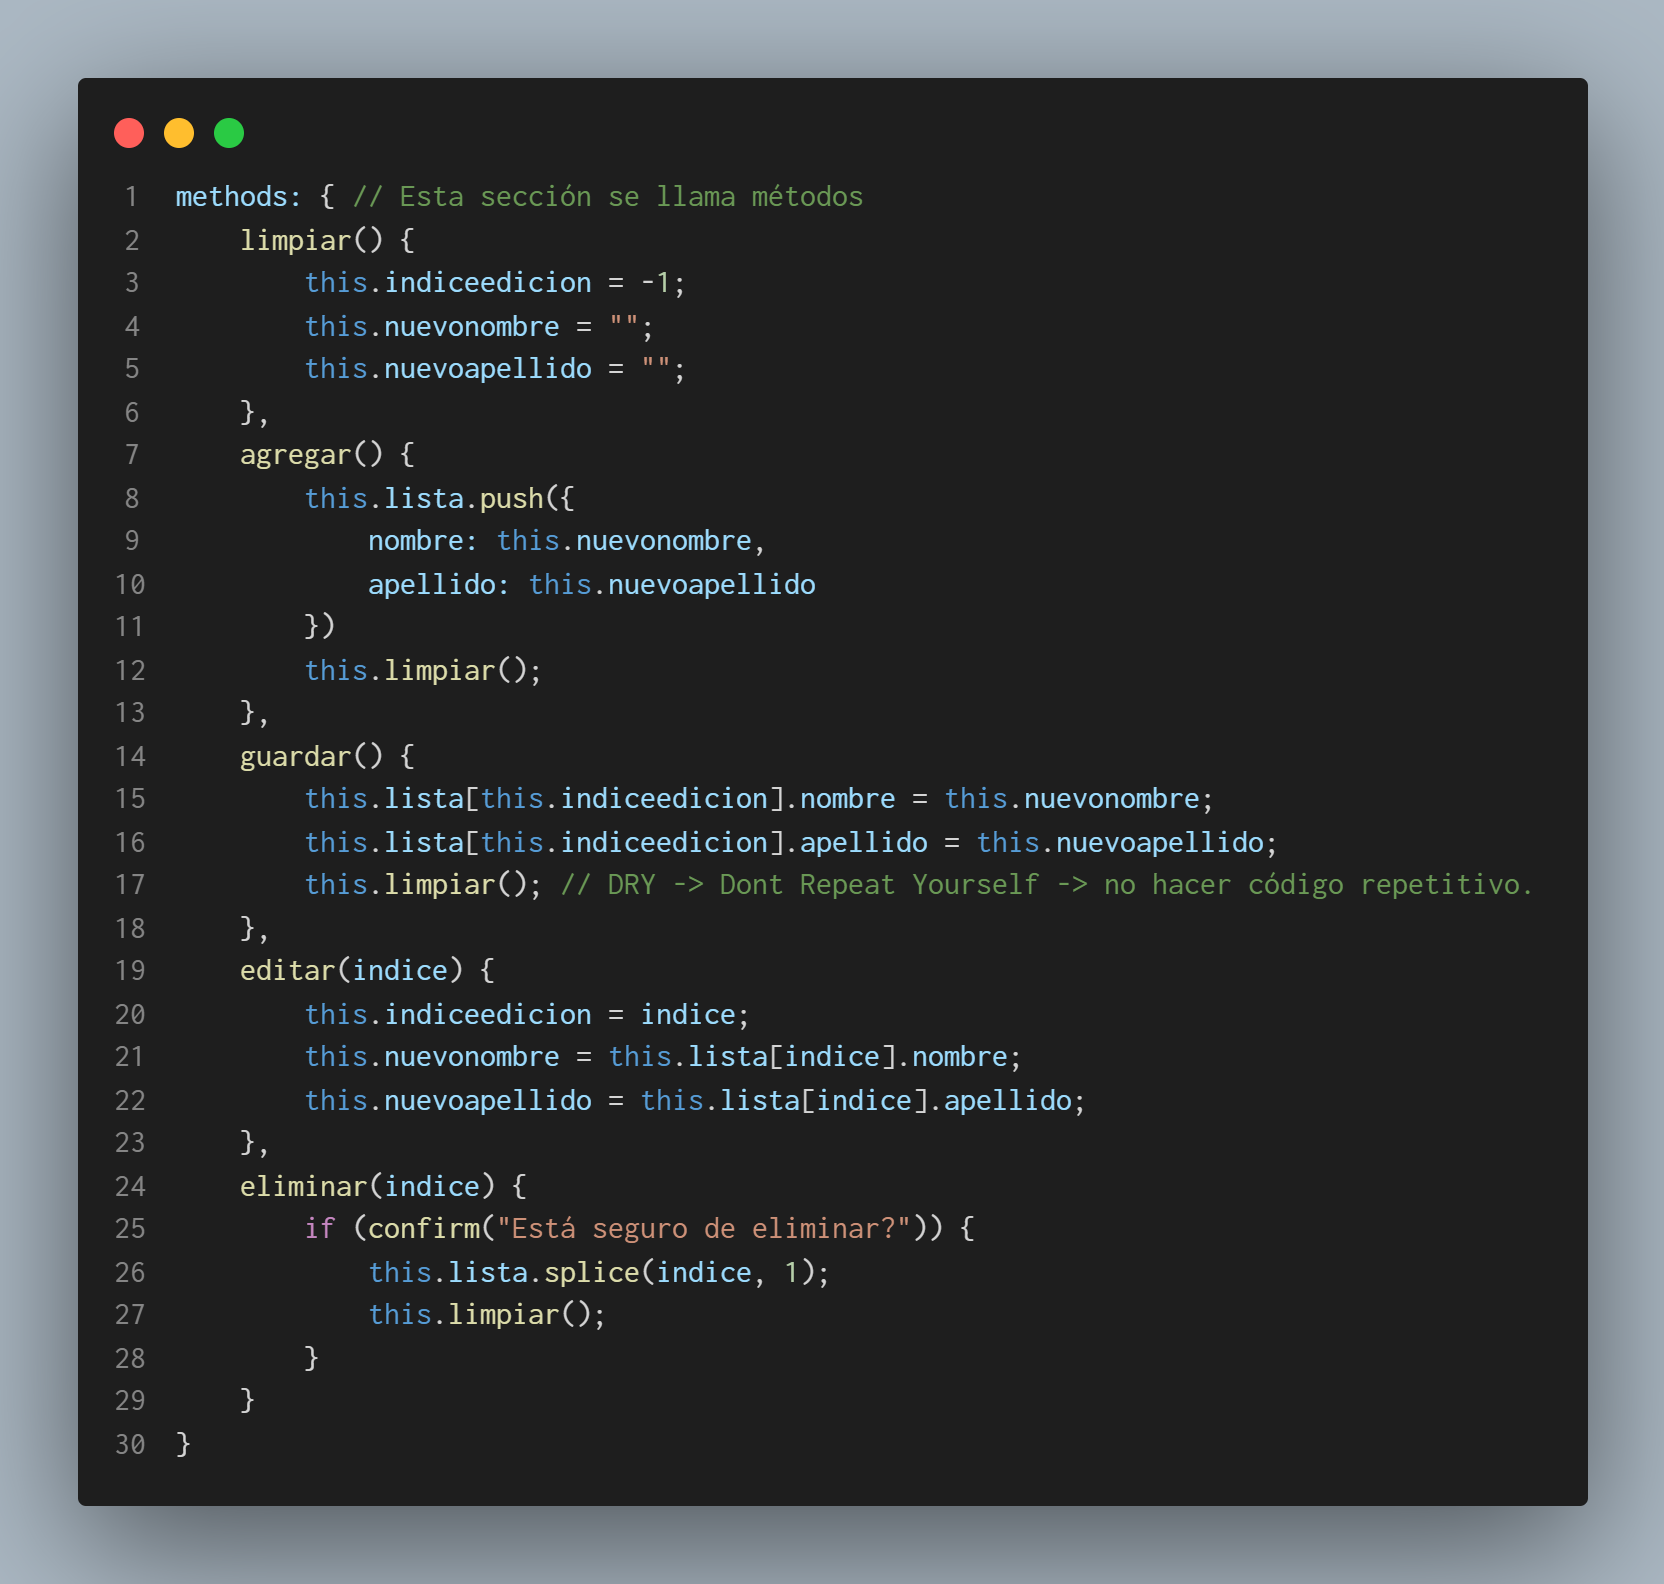 1 methods: { // Esta sección se llama métodos
2     limpiar() {
3         this.indiceedicion = -1;
4         this.nuevonombre = "";
5         this.nuevoapellido = "";
6     },
7     agregar() {
8         this.lista.push({
9             nombre: this.nuevonombre,
10             apellido: this.nuevoapellido
11         })
12         this.limpiar();
13     },
14     guardar() {
15         this.lista[this.indiceedicion].nombre = this.nuevonombre;
16         this.lista[this.indiceedicion].apellido = this.nuevoapellido;
17         this.limpiar(); // DRY -> Dont Repeat Yourself -> no hacer código repetitivo.
18     },
19     editar(indice) {
20         this.indiceedicion = indice;
21         this.nuevonombre = this.lista[indice].nombre;
22         this.nuevoapellido = this.lista[indice].apellido;
23     },
24     eliminar(indice) {
25         if (confirm("Está seguro de eliminar?")) {
26             this.lista.splice(indice, 1);
27             this.limpiar();
28         }
29     }
30 }